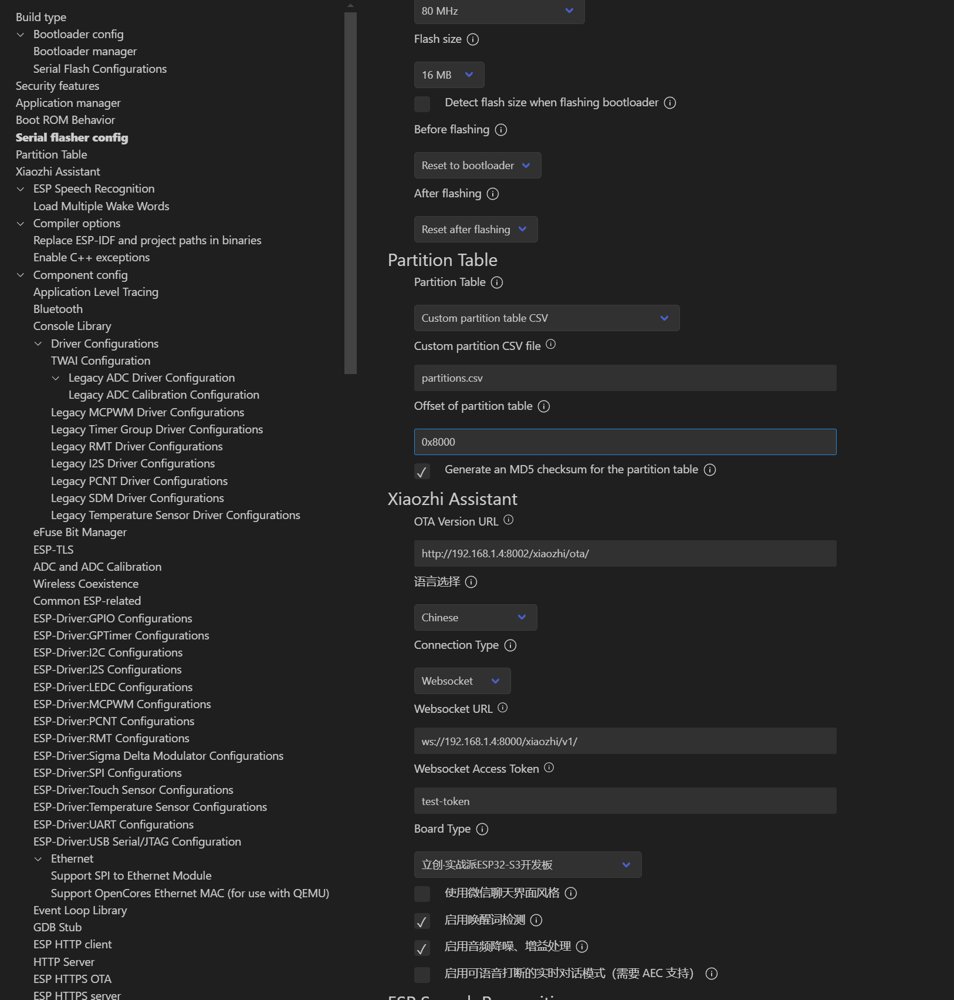 Build type
Bootloader config
Bootloader manager
Serial Flash Configurations
Security features
Application manager
Boot ROM Behavior
Serial flasher config
Partition Table
Xiaozhi Assistant
ESP Speech Recognition
Load Multiple Wake Words
Compiler options
Replace ESP-IDF and project paths in binaries
Enable C++ exceptions
Component config
Application Level Tracing
Bluetooth
Console Library
Driver Configurations
TWAI Configuration
Legacy ADC Driver Configuration
Legacy ADC Calibration Configuration
Legacy MCPWM Driver Configurations
Legacy Timer Group Driver Configurations
Legacy RMT Driver Configurations
Legacy I2S Driver Configurations
Legacy PCNT Driver Configurations
Legacy SDM Driver Configurations
Legacy Temperature Sensor Driver Configurations
eFuse Bit Manager
ESP-TLS
ADC and ADC Calibration
Wireless Coexistence
Common ESP-related
ESP-Driver:GPIO Configurations
ESP-Driver:GPTimer Configurations
ESP-Driver:I2C Configurations
ESP-Driver:I2S Configurations
ESP-Driver:LEDC Configurations
ESP-Driver:MCPWM Configurations
ESP-Driver:PCNT Configurations
ESP-Driver:RMT Configurations
ESP-Driver:Sigma Delta Modulator Configurations
ESP-Driver:SPI Configurations
ESP-Driver:Touch Sensor Configurations
ESP-Driver:Temperature Sensor Configurations
ESP-Driver:UART Configurations
ESP-Driver:USB Serial/JTAG Configuration
Ethernet
Support SPI to Ethernet Module
Support OpenCores Ethernet MAC (for use with QEMU)
Event Loop Library
GDB Stub
ESP HTTP client
HTTP Server
ESP HTTPS OTA
ESP HTTPS server
80 MHz
Flash size
16 MB
Detect flash size when flashing bootloader
Before flashing
Reset to bootloader
After flashing
Reset after flashing
Partition Table
Partition Table
Custom partition table CSV
Custom partition CSV file
partitions.csv
Offset of partition table
0x8000
Generate an MD5 checksum for the partition table
Xiaozhi Assistant
OTA Version URL
http://192.168.1.4:8002/xiaozhi/ota/
语言选择
Chinese
Connection Type
Websocket
Websocket URL
ws://192.168.1.4:8000/xiaozhi/v1/
Websocket Access Token
test-token
Board Type
立创·实战派ESP32-S3开发板
使用微信聊天界面风格
启用唤醒词检测
启用音频降噪、增益处理
启用可语音打断的实时对话模式（需要 AEC 支持）